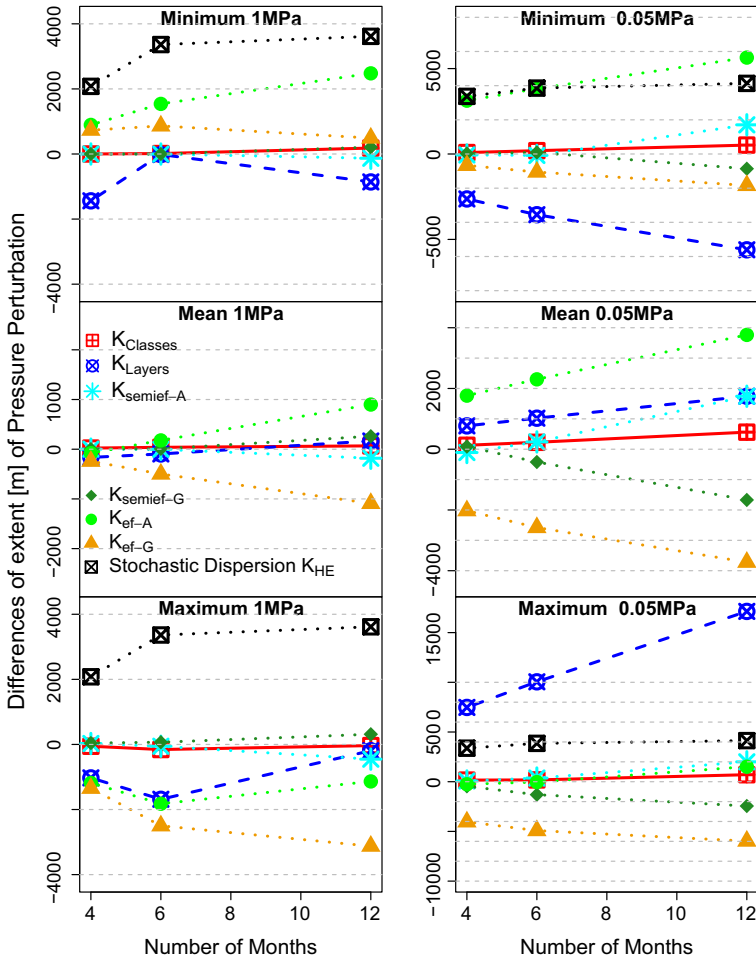 Differences of extent [m] of Pressure Perturbation
Minimum 1MPa
4000
2000
0
−4000
Minimum 0.05MPa
5000
0
−5000
Mean 1MPa
1000
0
−2000
K_Classes
K_Layers
K_semief−A
K_semief−G
K_ef−A
K_ef−G
Stochastic Dispersion K_HE
Mean 0.05MPa
2000
0
−4000
Maximum 1MPa
4000
2000
0
−4000
4 6 8 10 12
Number of Months
Maximum 0.05MPa
15000
5000
0
−10000
4 6 8 10 12
Number of Months